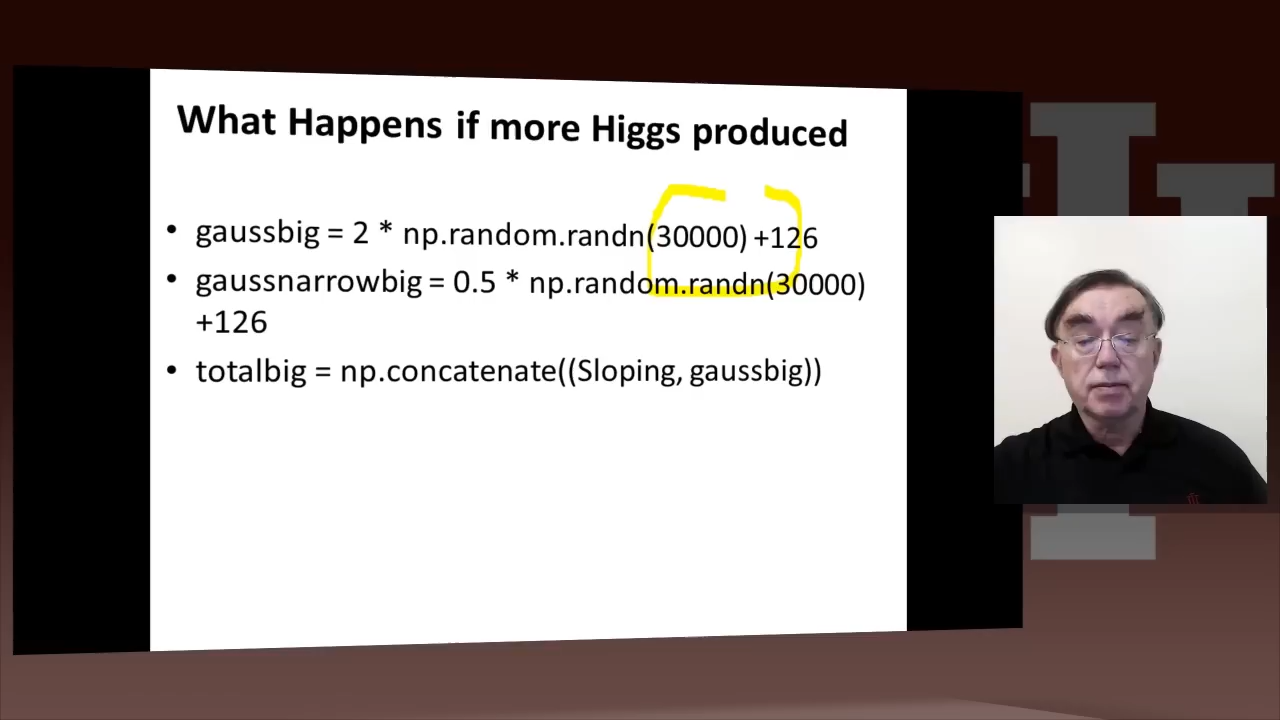 What Happens if more Higgs produced
• gaussbig = 2 * np.random.randn(30000) +126
• gaussnarrowbig = 0.5 * np.random.randn(30000)
+126
• totalbig = np.concatenate((Sloping, gaussbig))